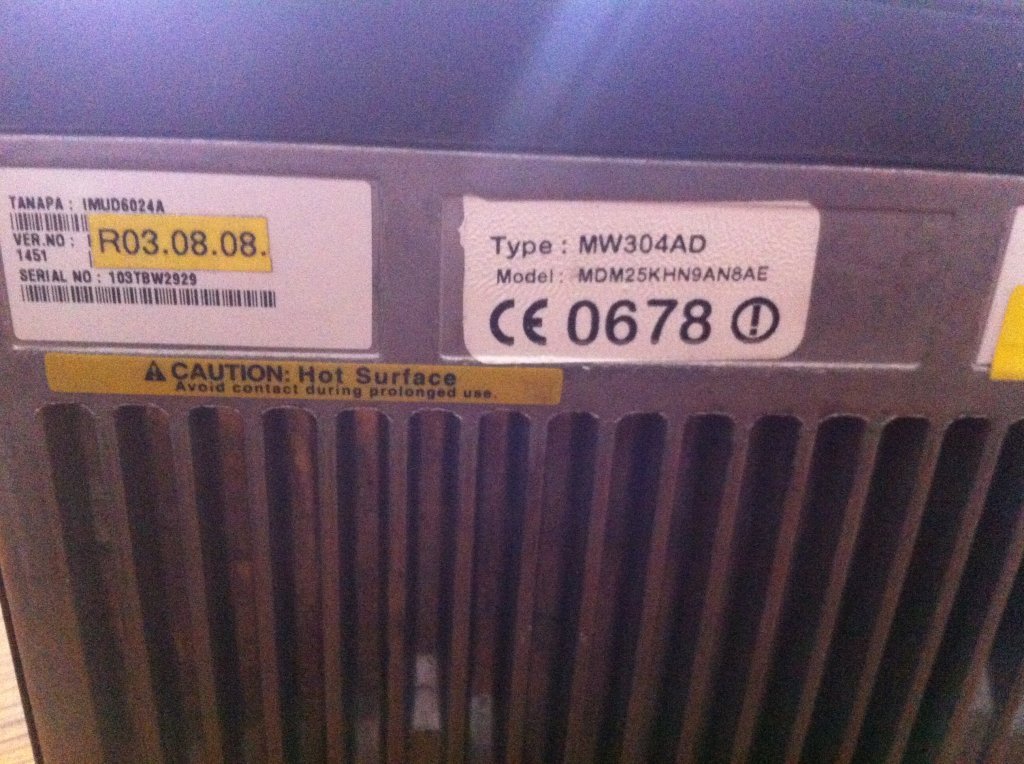 TANAPA : IMUD6024A
VER.NO :
R03.08.08.
1451
SERIAL NO : 103TBW2929
Type : MW304AD
Model : MDM25KHN9AN8AE
CE 0678
CAUTION: Hot Surface
Avoid contact during prolonged use.